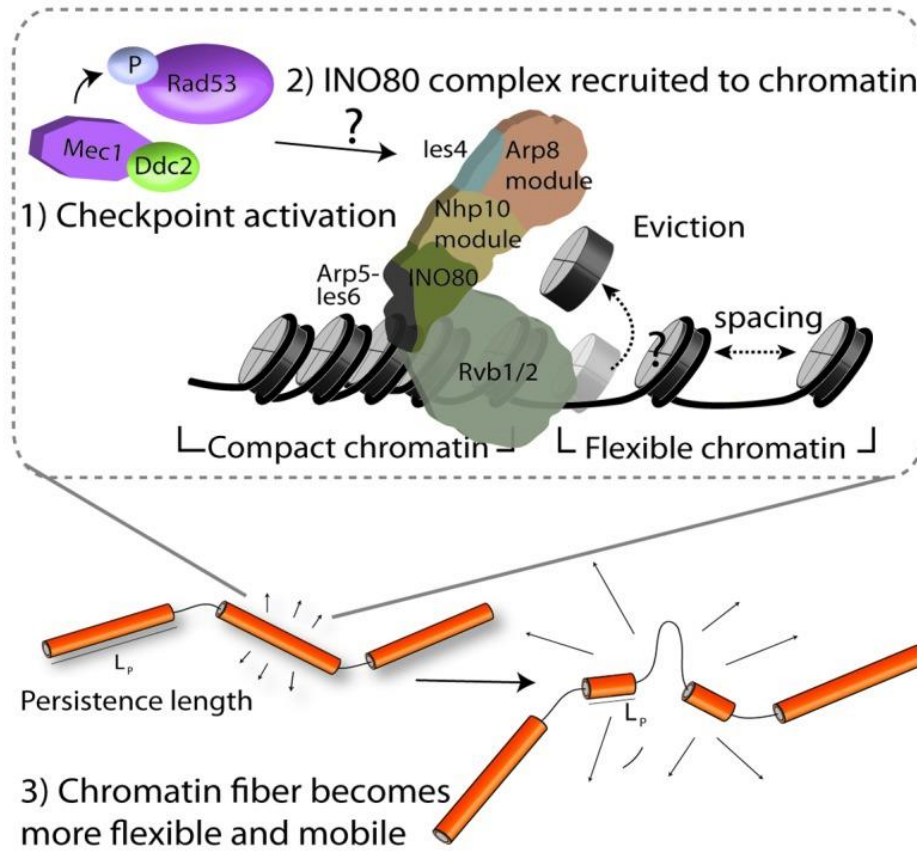 P
Rad53
2) INO80 complex recruited to chromatin
Mec1
Ddc2
?
Ies4
Arp8
module
1) Checkpoint activation
Nhp10
module
Eviction
Arp5-
Ies6
INO80
spacing
?
Rvb1/2
Compact chromatin
Flexible chromatin
LP
Persistence length
LP
3) Chromatin fiber becomes
more flexible and mobile